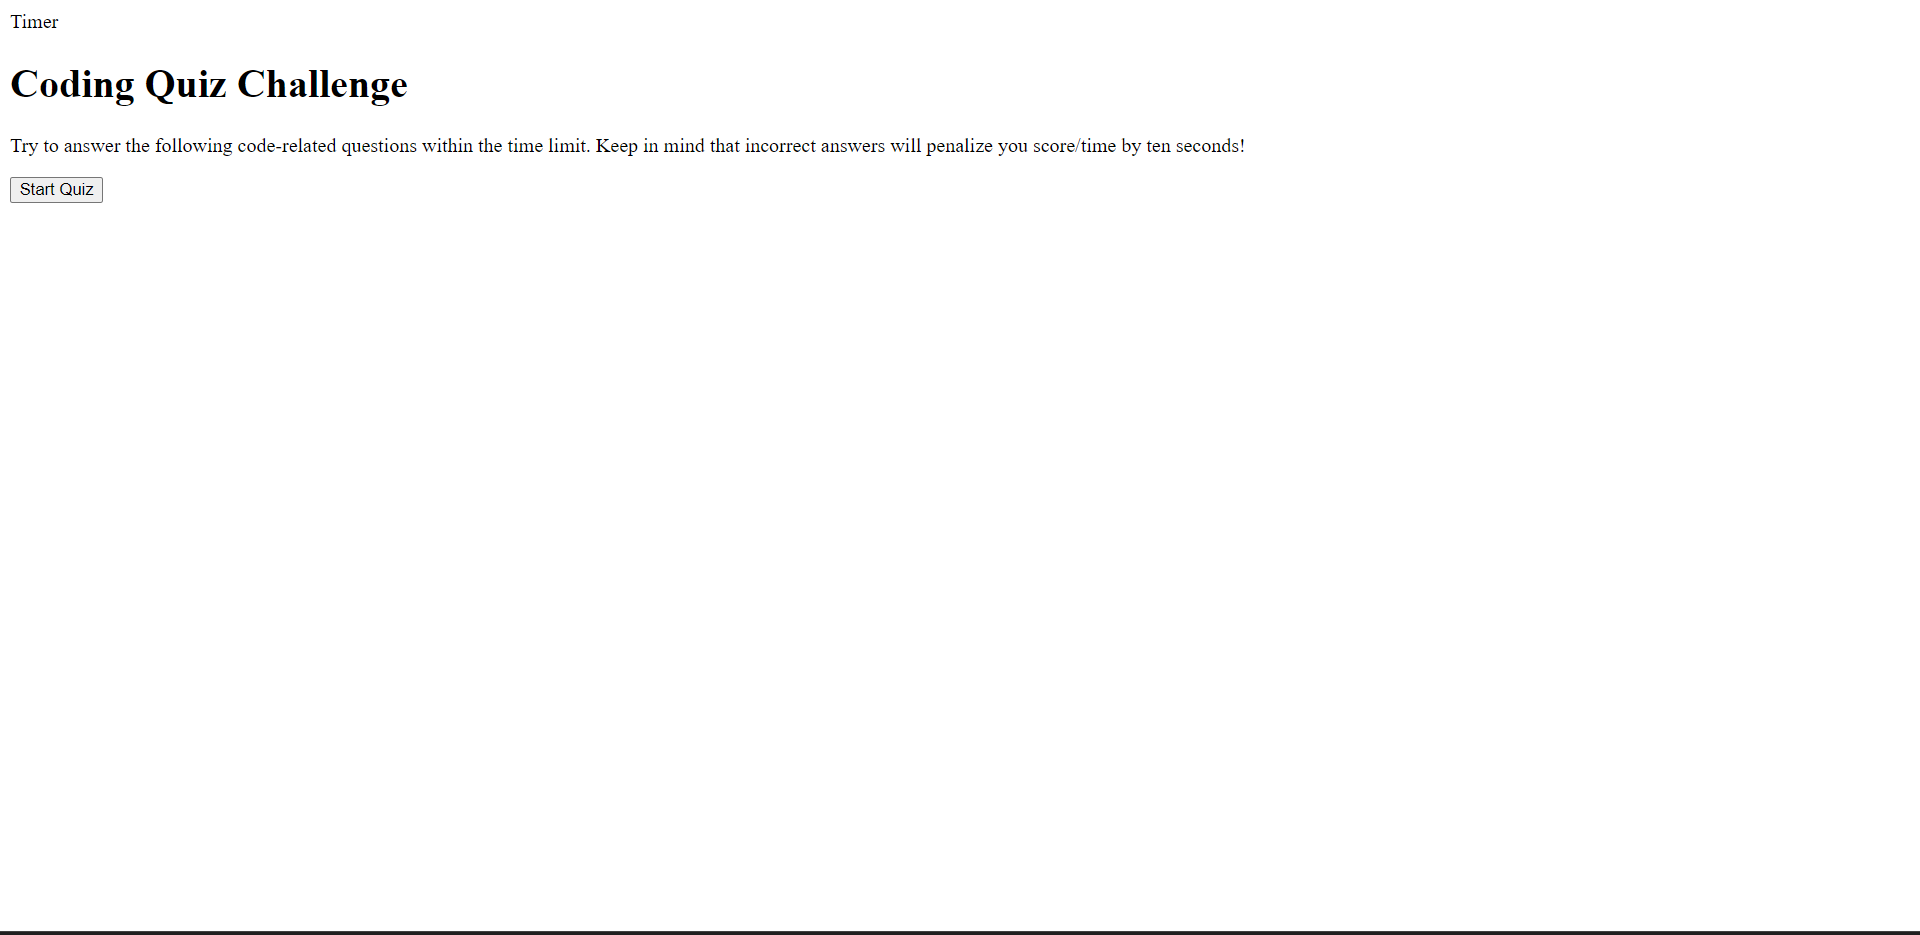 Timer
Coding Quiz Challenge
Try to answer the following code-related questions within the time limit. Keep in mind that incorrect answers will penalize you score/time by ten seconds!
Start Quiz